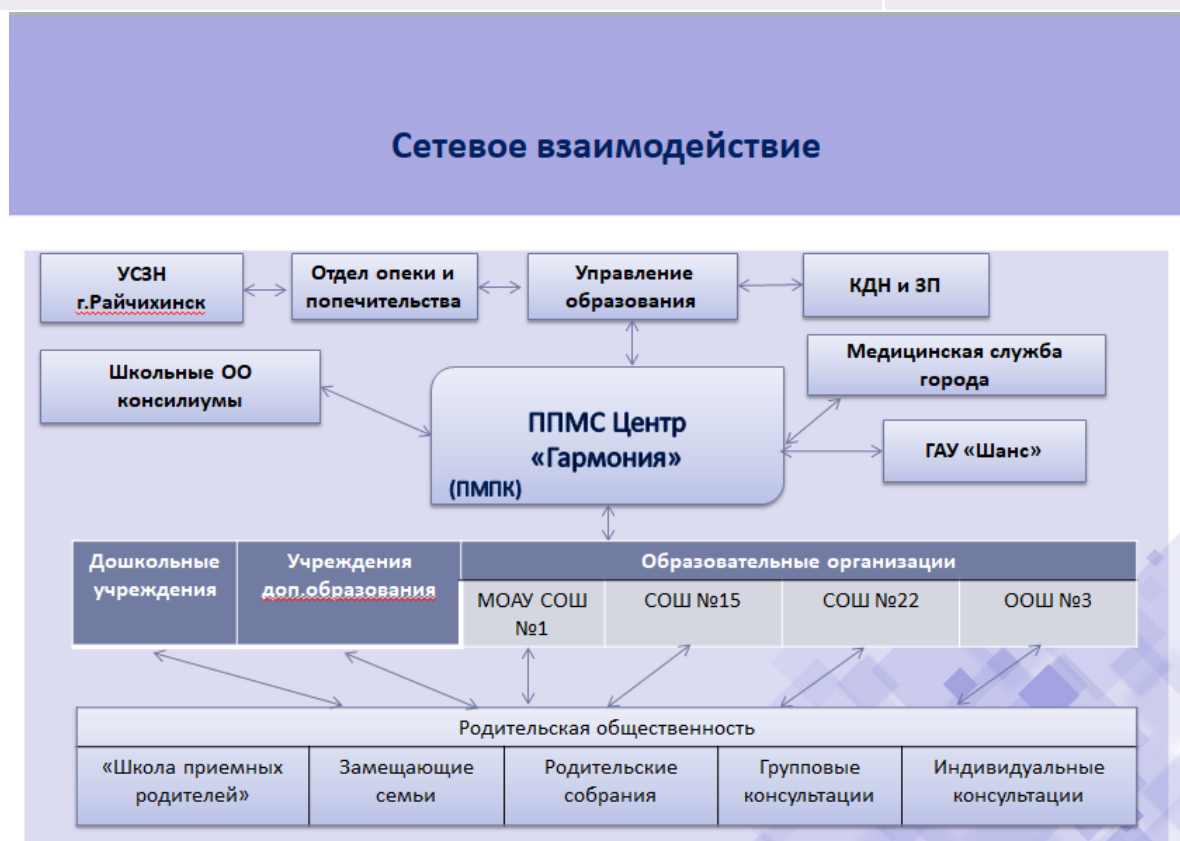 Сетевое взаимодействие
УСЗН
г.Райчихинск
Отдел опеки и
попечительства
Управление
образования
КДН и ЗП
Школьные ОО
консилиумы
Медицинская служба
города
ППМС Центр
«Гармония»
(ПМПК)
ГАУ «Шанс»
Дошкольные
учреждения
Учреждения
доп.образования
Образовательные организации
МОАУ СОШ
№1
СОШ №15
СОШ №22
ООШ №3
Родительская общественность
«Школа приемных
родителей»
Замещающие
семьи
Родительские
собрания
Групповые
консультации
Индивидуальные
консультации